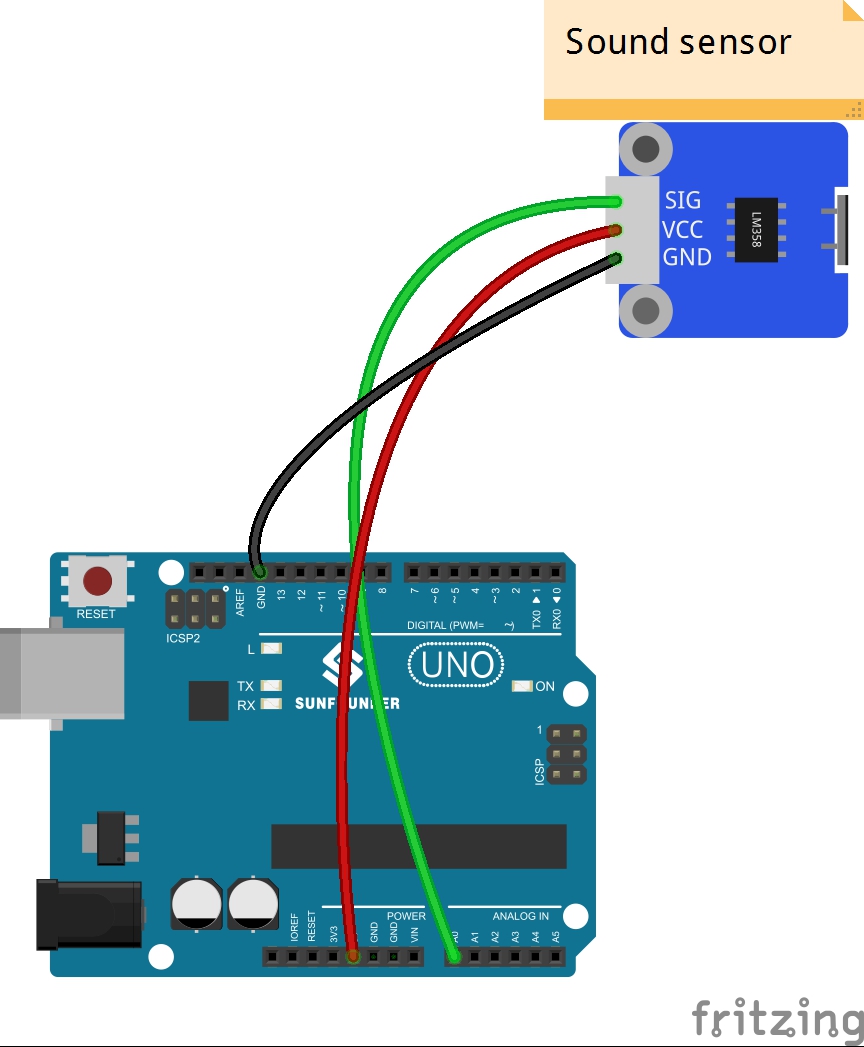 Sound sensor
SIG
VCC
GND
LM358
RESET
ICSP2
AREF
GND
13
12
~11
~10
8
7
~6
~5
4
~3
2
TX0 ▶ 1
RX0 ◀ 0
DIGITAL (PWM= ~)
L
TX
RX
UNO
ON
1
ICSP
IOREF
RESET
3V3
GND
GND
VIN
POWER
ANALOG IN
A0
A1
A2
A3
A4
A5
fritzing